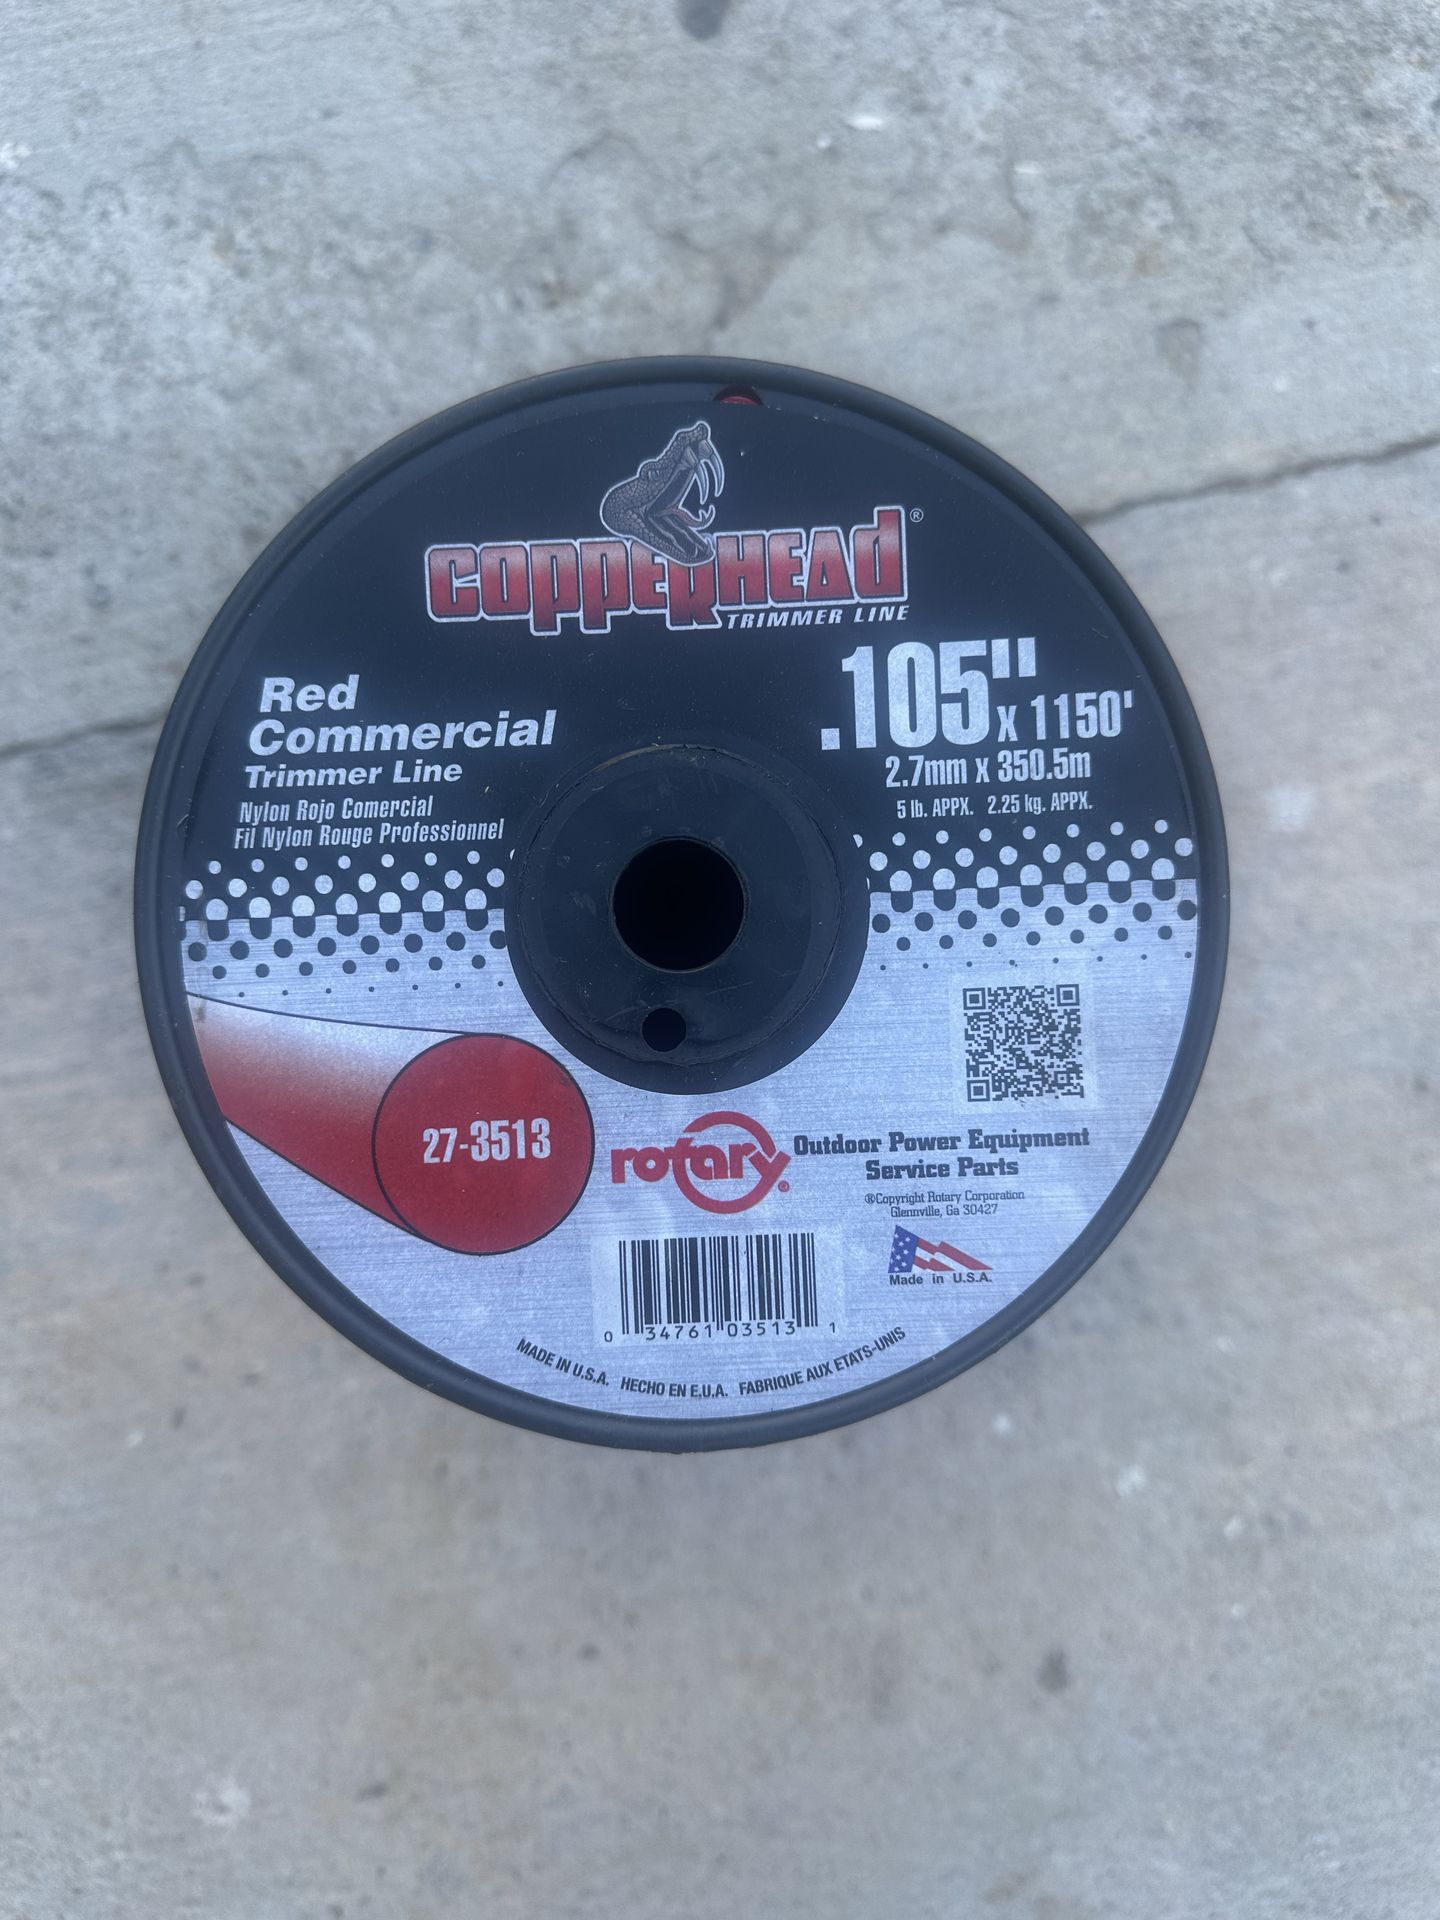 COPPERHEAD®
TRIMMER LINE
Red
Commercial
Trimmer Line
Nylon Rojo Comercial
Fil Nylon Rouge Professionnel
.105" x 1150'
2.7mm x 350.5m
5 lb. APPX. 2.25 kg. APPX.
27-3513
rotary®
Outdoor Power Equipment
Service Parts
®Copyright Rotary Corporation
Glennville, Ga 30427
Made in U.S.A.
0 34761 03513 1
MADE IN U.S.A. HECHO EN E.U.A. FABRIQUE AUX ETATS-UNIS